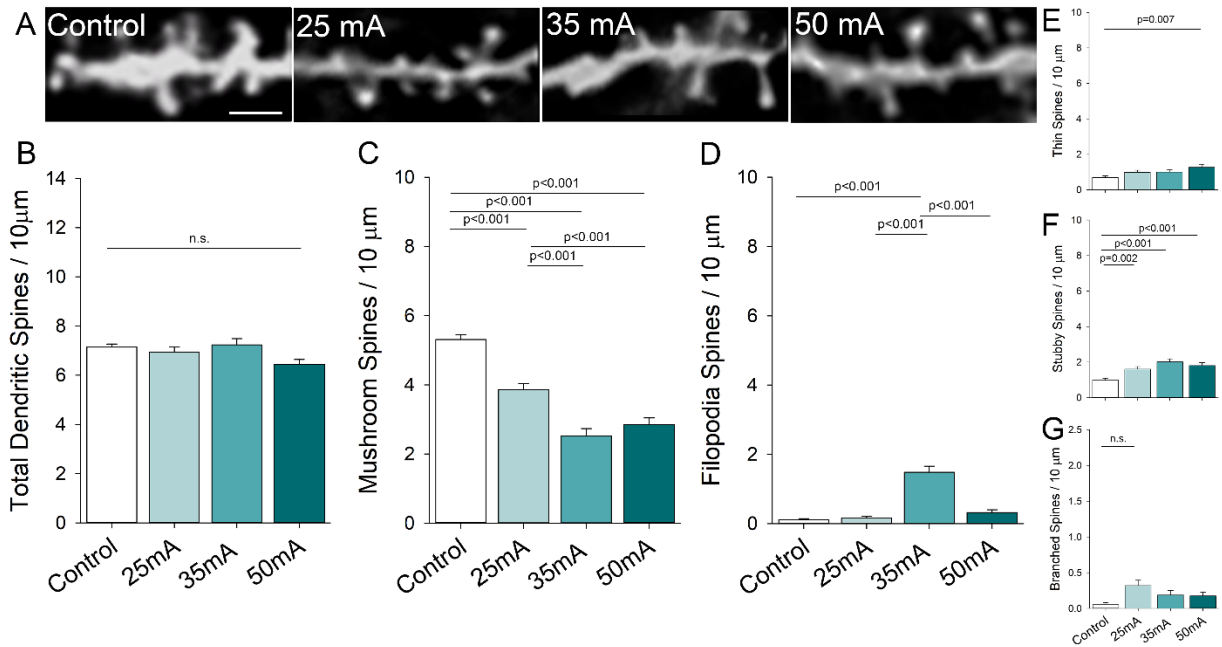 A
Control
25 mA
35 mA
50 mA
B
Total Dendritic Spines / 10μm
14
12
10
8
6
4
2
0
n.s.
Control
25mA
35mA
50mA
C
Mushroom Spines / 10 μm
10
8
6
4
2
0
p<0.001
p<0.001
p<0.001
p<0.001
p<0.001
Control
25mA
35mA
50mA
D
Filopodia Spines / 10 μm
10
8
6
4
2
0
p<0.001
p<0.001
p<0.001
Control
25mA
35mA
50mA
E
Thin Spines / 10 μm
10
8
6
4
2
0
p=0.007
F
Stubby Spines / 10 μm
10
8
6
4
2
0
p<0.001
p<0.001
p=0.002
G
Branched Spines / 10 μm
2.5
2.0
1.5
1.0
0.5
0.0
n.s.
Control
25mA
35mA
50mA